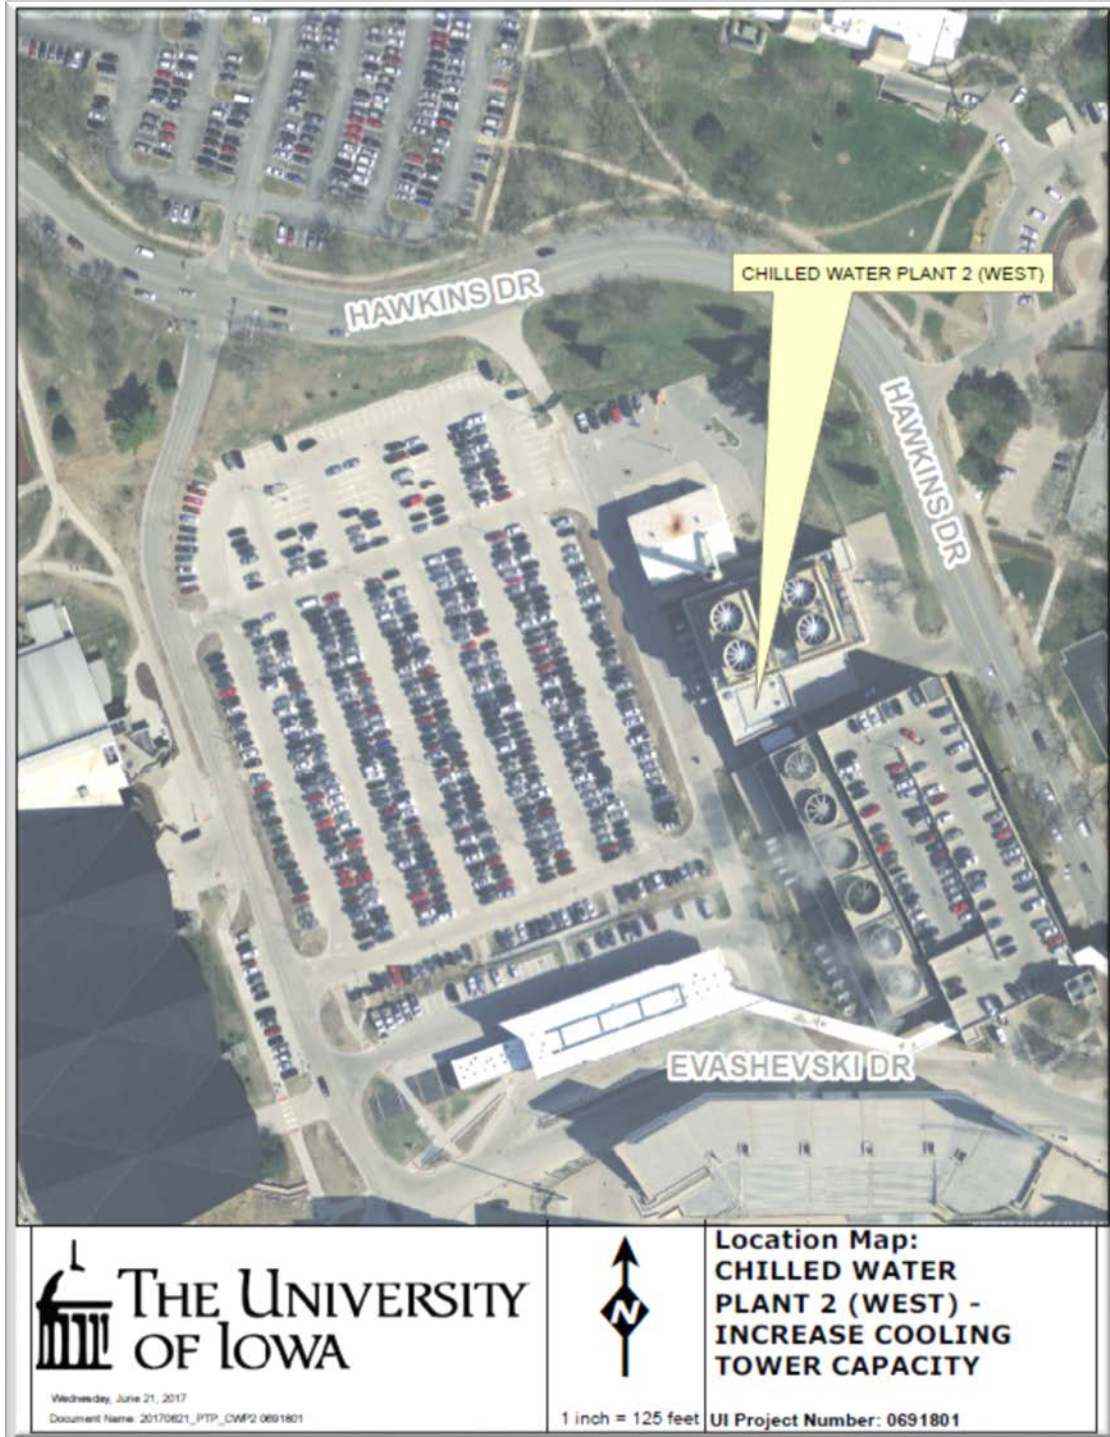 HAWKINS DR
CHILLED WATER PLANT 2 (WEST)
HAWKINS DR
EVASHEVSKI DR
THE UNIVERSITY
OF IOWA
Wednesday, June 21, 2017
Document Name: 20170621_PTP_CWP2 0691801
N
1 inch = 125 feet
Location Map:
CHILLED WATER
PLANT 2 (WEST) -
INCREASE COOLING
TOWER CAPACITY
UI Project Number: 0691801